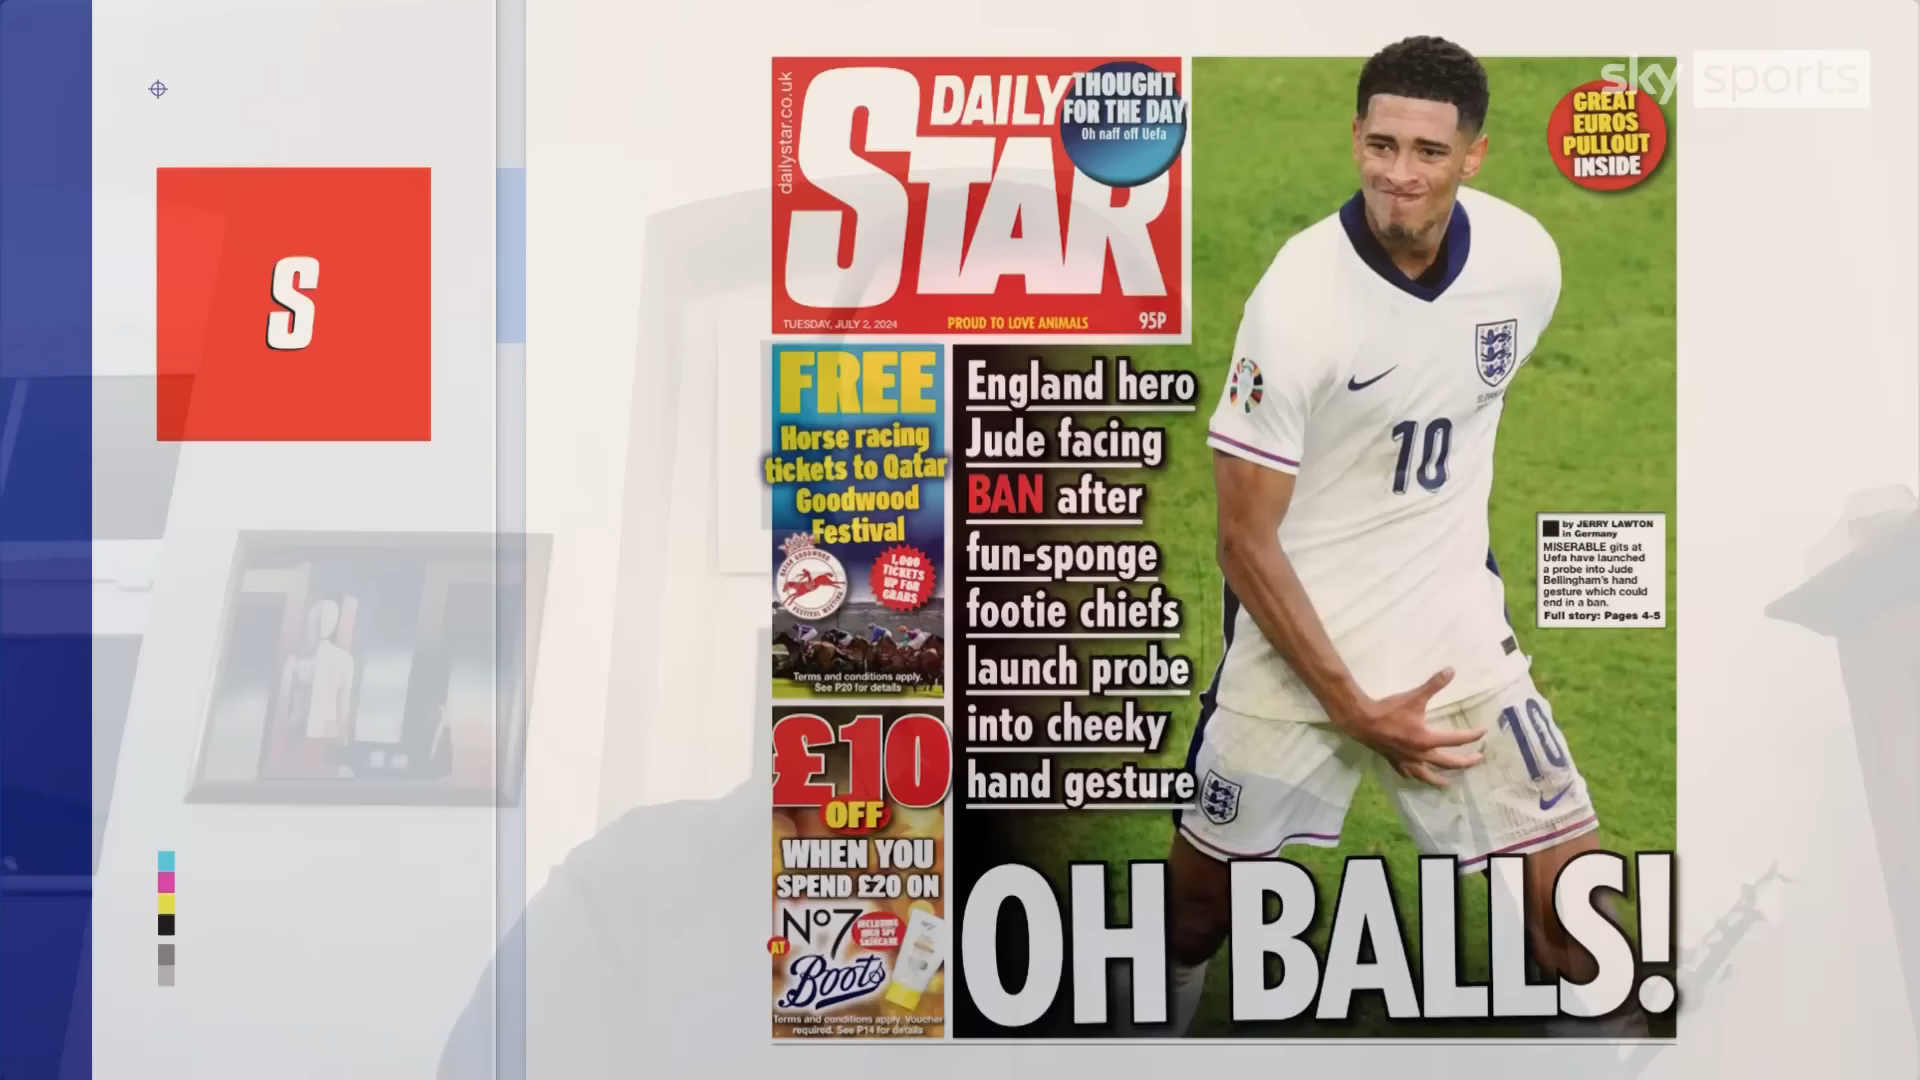 sky sports
S
dailystar.co.uk
DAILY
STAR
THOUGHT
FOR THE DAY
Oh naff off Uefa
TUESDAY, JULY 2, 2024
PROUD TO LOVE ANIMALS
95P
GREAT
EUROS
PULLOUT
INSIDE
FREE
Horse racing
tickets to Qatar
Goodwood
Festival
1,000
TICKETS
UP FOR
GRABS
Terms and conditions apply.
See P20 for details
£10
OFF
WHEN YOU
SPEND £20 ON
No7
INCLUDING
HIGH SPF
SKINCARE
AT
Boots
Terms and conditions apply. Voucher
required. See P14 for details
England hero
Jude facing
BAN after
fun-sponge
footie chiefs
launch probe
into cheeky
hand gesture
10
10
by JERRY LAWTON
in Germany
MISERABLE gits at
Uefa have launched
a probe into Jude
Bellingham's hand
gesture which could
end in a ban.
Full story: Pages 4-5
OH BALLS!